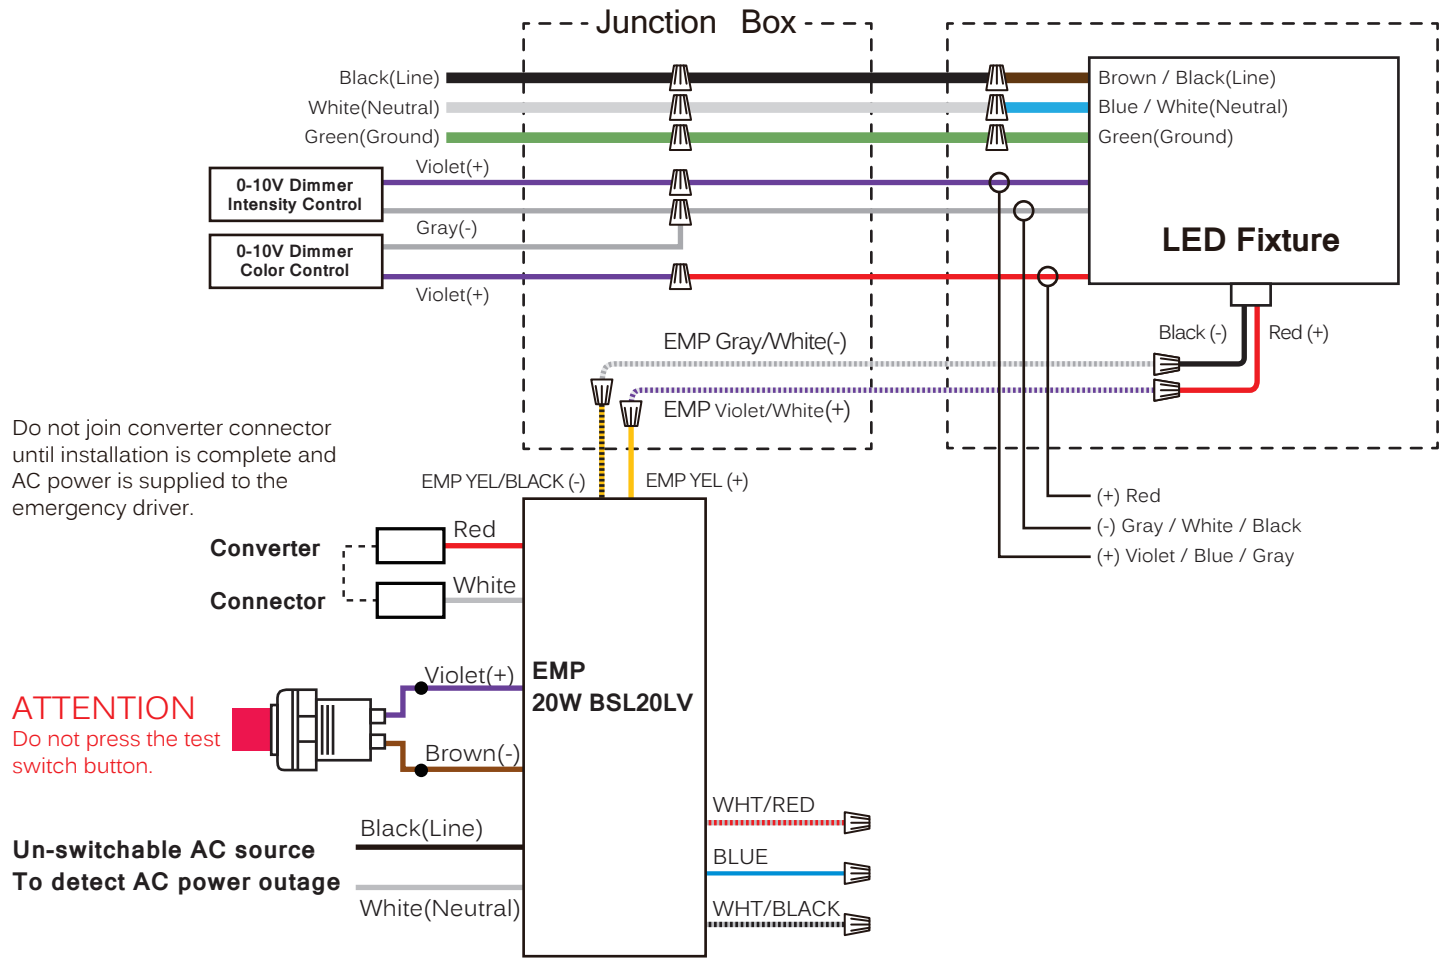 Junction Box
Black(Line)
White(Neutral)
Green(Ground)
Brown / Black(Line)
Blue / White(Neutral)
Green(Ground)
Violet(+)
0-10V Dimmer
Intensity Control
Gray(-)
0-10V Dimmer
Color Control
Violet(+)
LED Fixture
Black (-)
Red (+)
EMP Gray/White(-)
EMP Violet/White(+)
Do not join converter connector
until installation is complete and
AC power is supplied to the
emergency driver.
EMP YEL/BLACK (-)
EMP YEL (+)
(+) Red
(-) Gray / White / Black
(+) Violet / Blue / Gray
Converter
Red
Connector
White
EMP
20W BSL20LV
Violet(+)
ATTENTION
Do not press the test
switch button.
Brown(-)
Black(Line)
Un-switchable AC source
To detect AC power outage
White(Neutral)
WHT/RED
BLUE
WHT/BLACK